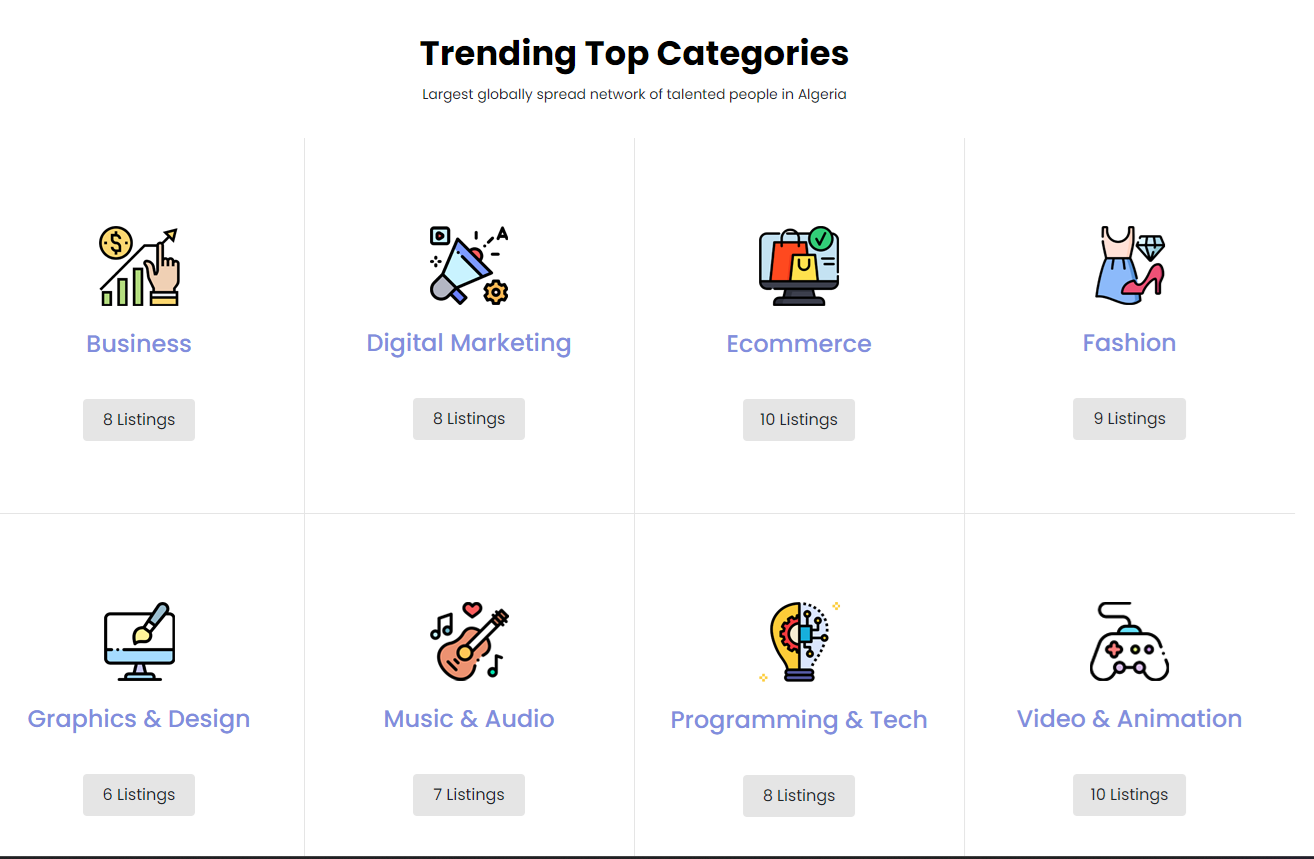 Trending Top Categories
Largest globally spread network of talented people in Algeria
Business
8 Listings
Digital Marketing
8 Listings
Ecommerce
10 Listings
Fashion
9 Listings
Graphics & Design
6 Listings
Music & Audio
7 Listings
Programming & Tech
8 Listings
Video & Animation
10 Listings